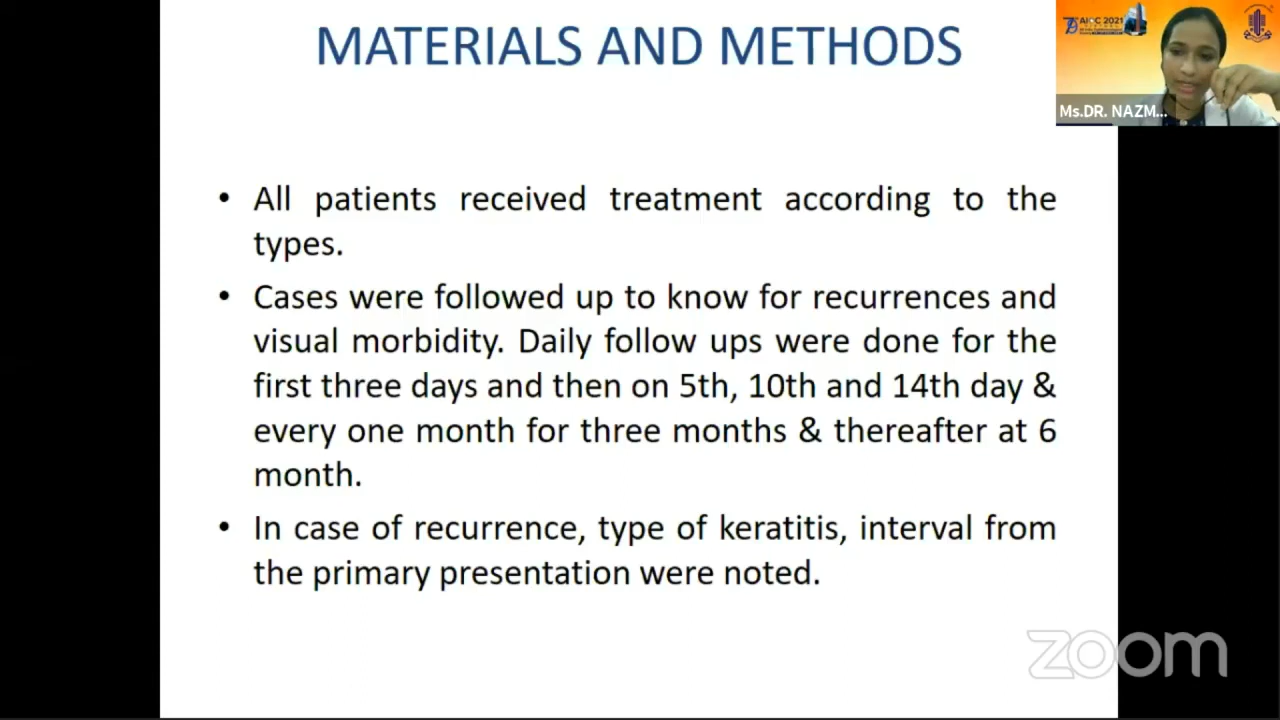 MATERIALS AND METHODS
AIOC 2021
Ms.DR. NAZM...
• All patients received treatment according to the
types.
• Cases were followed up to know for recurrences and
visual morbidity. Daily follow ups were done for the
first three days and then on 5th, 10th and 14th day &
every one month for three months & thereafter at 6
month.
• In case of recurrence, type of keratitis, interval from
the primary presentation were noted.
zoom